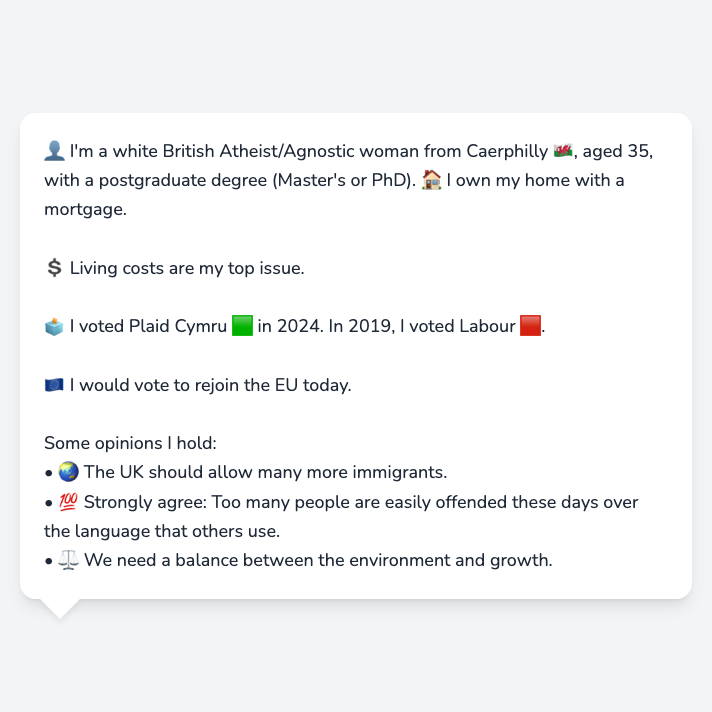 👤 I'm a white British Atheist/Agnostic woman from Caerphilly 🏴󠁧󠁢󠁷󠁬󠁳󠁿, aged 35,
with a postgraduate degree (Master's or PhD). 🏠 I own my home with a
mortgage.
💲 Living costs are my top issue.
🗳️ I voted Plaid Cymru 🟩 in 2024. In 2019, I voted Labour 🟥.
🇪🇺 I would vote to rejoin the EU today.
Some opinions I hold:
• 🌏 The UK should allow many more immigrants.
• 💯 Strongly agree: Too many people are easily offended these days over
the language that others use.
• ⚖️ We need a balance between the environment and growth.